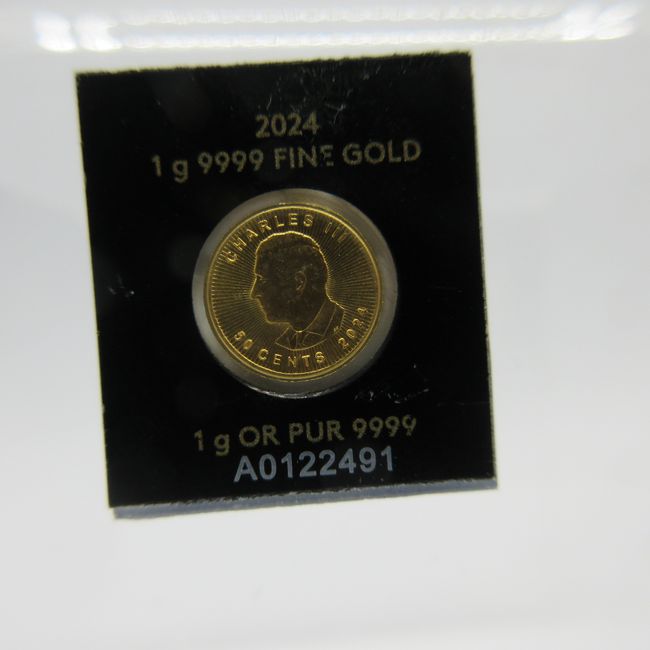 2024
1 g 9999 FINE GOLD
CHARLES III
50 CENTS 2024
1 g OR PUR 9999
A0122491